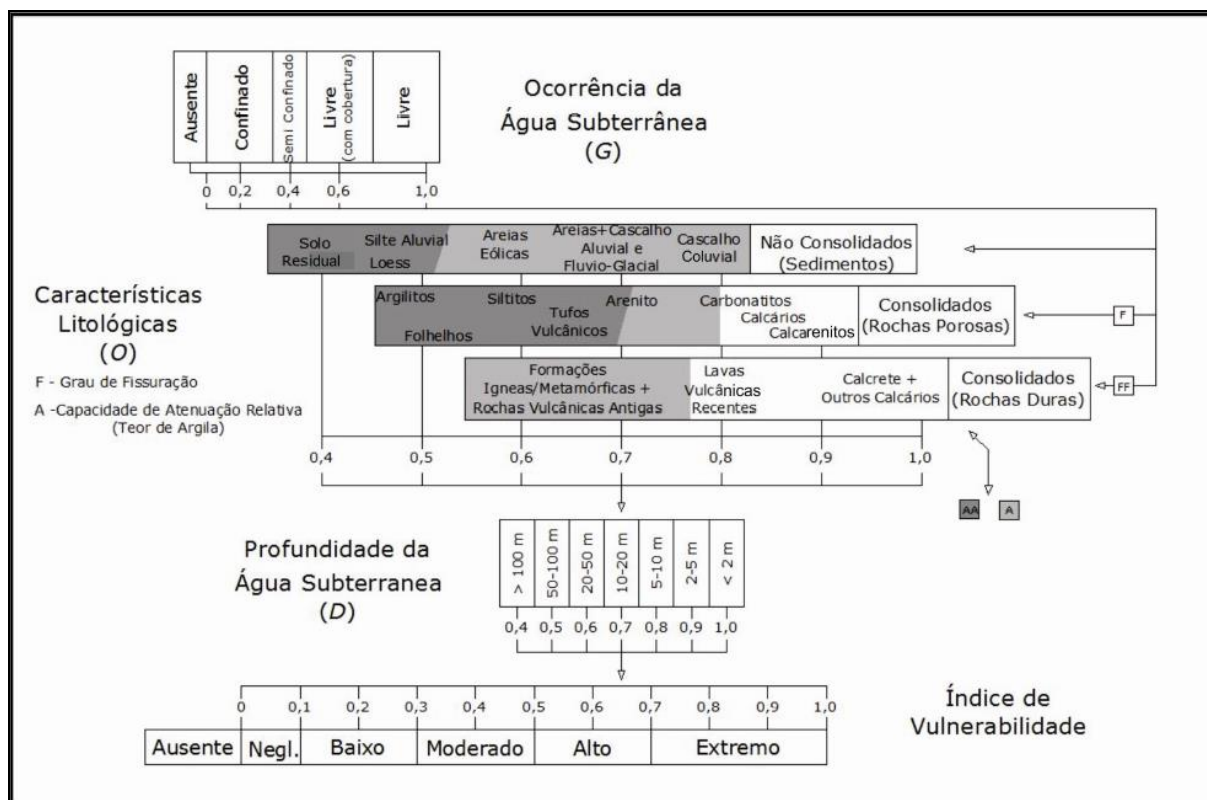 Ausente
Confinado
Semi Confinado
Livre
(com cobertura)
Livre
0 0,2 0,4 0,6 1,0
Ocorrência da
Água Subterrânea
(G)
Solo
Residual
Silte Aluvial
Loess
Areias
Eólicas
Areias+Cascalho
Aluvial e
Fluvio-Glacial
Cascalho
Coluvial
Não Consolidados
(Sedimentos)
Característícas
Litológicas
(O)
F - Grau de Fissuração
A -Capacidade de Atenuação Relativa
(Teor de Argila)
Argilitos
Folhelhos
Siltitos
Tufos
Vulcânicos
Arenito
Carbonatitos
Calcários
Calcarenitos
Consolidados
(Rochas Porosas)
F
Formações
Igneas/Metamórficas +
Rochas Vulcânicas Antigas
Lavas
Vulcânicas
Recentes
Calcrete +
Outros Calcários
Consolidados
(Rochas Duras)
FF
0,4 0,5 0,6 0,7 0,8 0,9 1,0
AA A
Profundidade da
Água Subterranea
(D)
> 100 m
50-100 m
20-50 m
10-20 m
5-10 m
2-5 m
< 2 m
0,4 0,5 0,6 0,7 0,8 0,9 1,0
0 0,1 0,2 0,3 0,4 0,5 0,6 0,7 0,8 0,9 1,0
Ausente Negl. Baixo Moderado Alto Extremo
Índice de
Vulnerabilidade